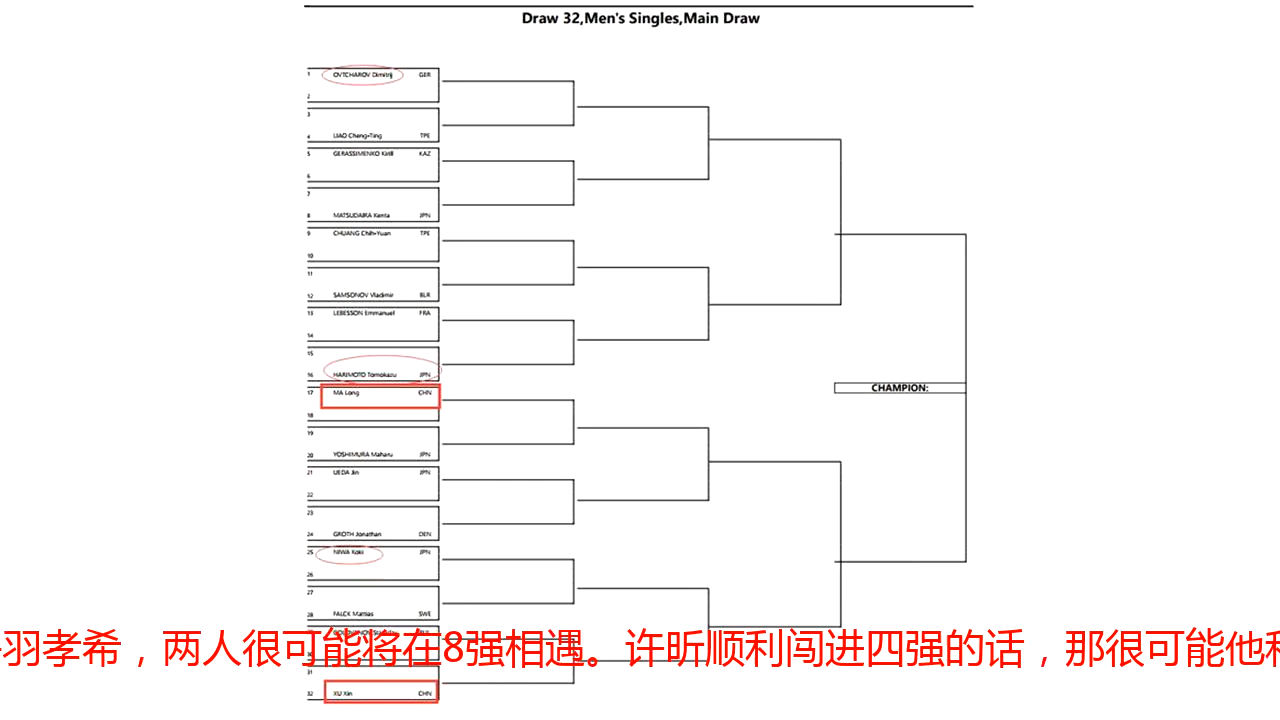 Draw 32,Men's Singles,Main Draw
1 OVTCHAROV Dimitrij GER
2
3
4 LIAO Cheng-Ting TPE
5 GERASSIMENKO Kirill KAZ
6
7
8 MATSUDAIRA Kenta JPN
9 CHUANG Chih-Yuan TPE
10
11
12 SAMSONOV Vladimir BLR
13 LEBESSON Emmanuel FRA
14
15
16 HARIMOTO Tomokazu JPN
17 MA Long CHN
18
19
20 YOSHIMURA Maharu JPN
21 UEDA Jin JPN
22
23
24 GROTH Jonathan DEN
25 NIWA Koki JPN
26
27
28 FALCK Mattias SWE
31
32 XU Xin CHN
CHAMPION:
羽孝希，两人很可能将在8强相遇。许昕顺利闯进四强的话，那很可能他